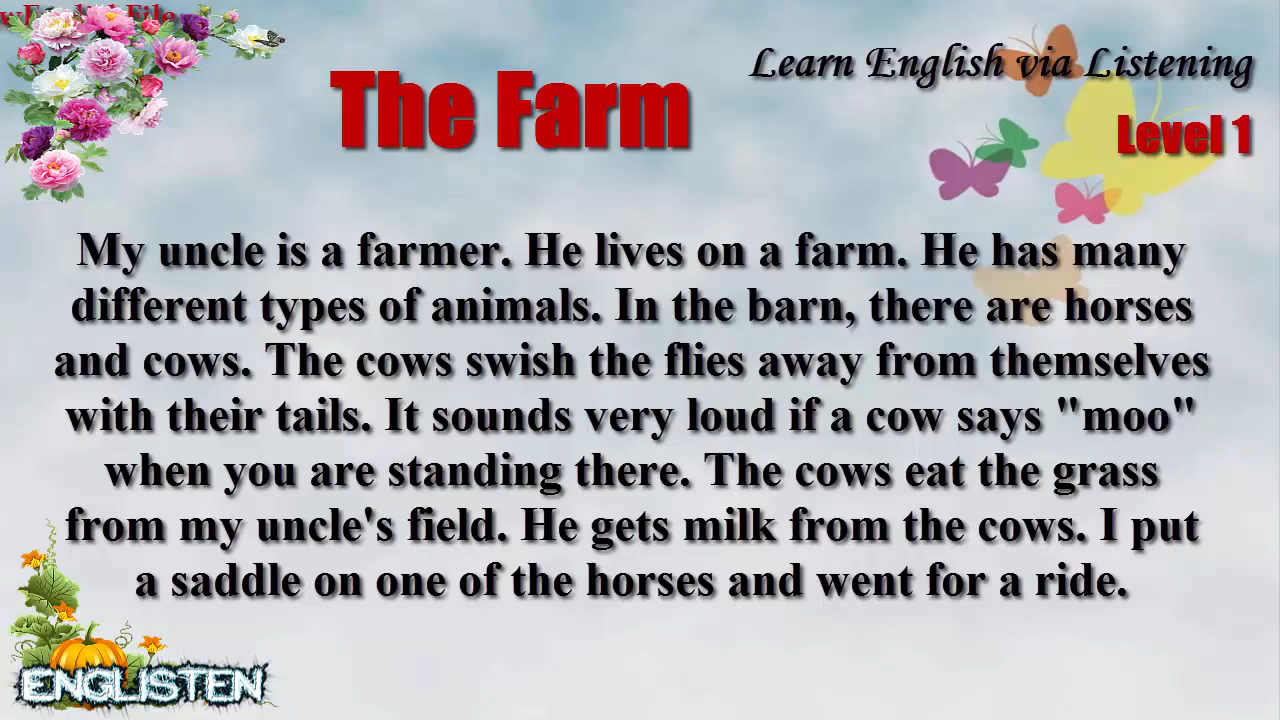 The Farm
Learn English via Listening
Level 1
My uncle is a farmer. He lives on a farm. He has many
different types of animals. In the barn, there are horses
and cows. The cows swish the flies away from themselves
with their tails. It sounds very loud if a cow says "moo"
when you are standing there. The cows eat the grass
from my uncle's field. He gets milk from the cows. I put
a saddle on one of the horses and went for a ride.
ENGLISTEN